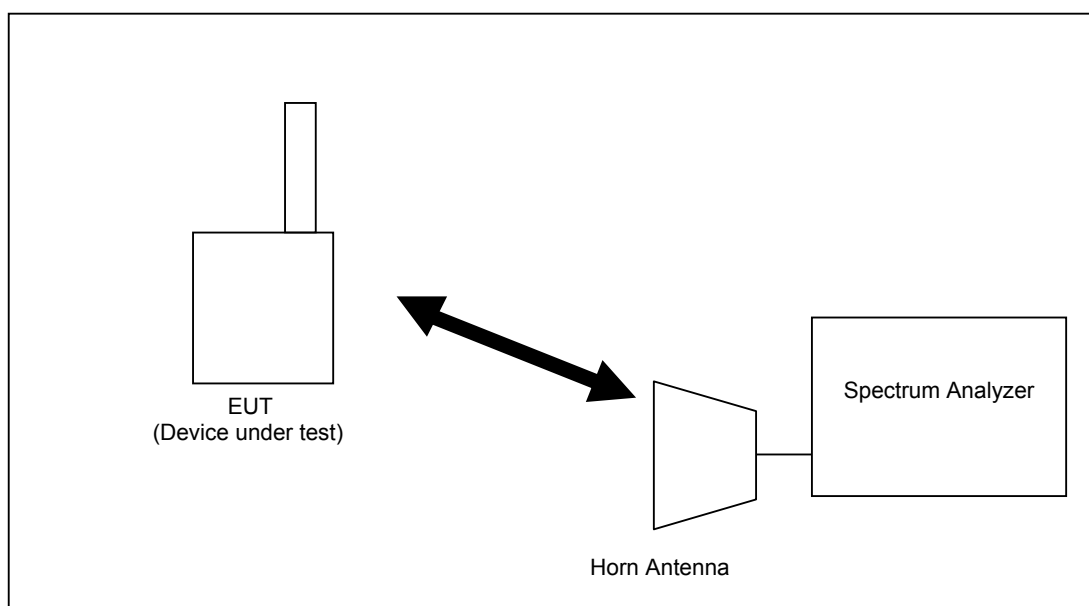 EUT
(Device under test)
Spectrum Analyzer
Horn Antenna